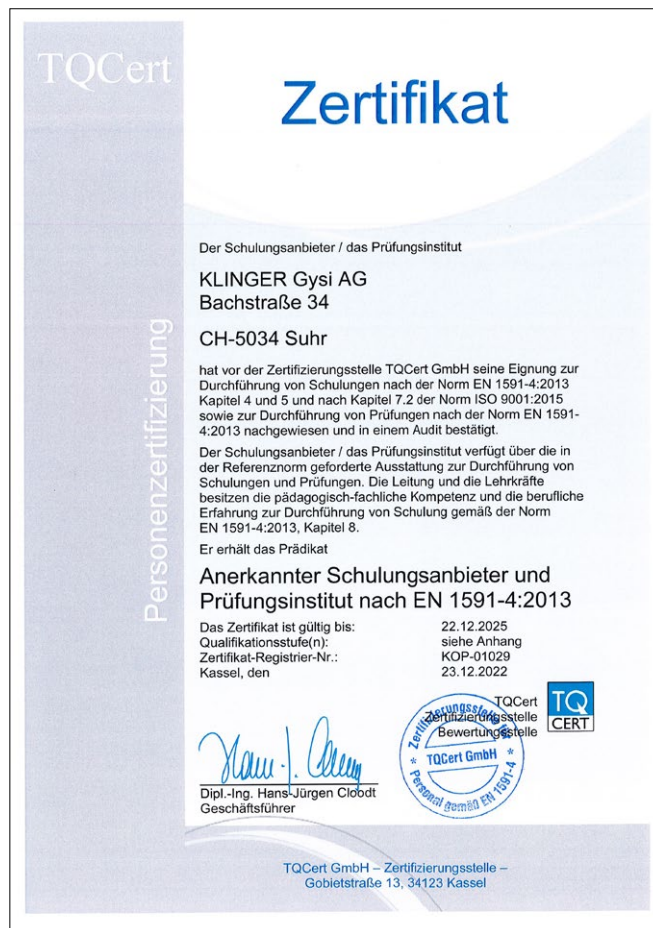 TQCert
Zertifikat
Personenzertifizierung
Der Schulungsanbieter / das Prüfungsinstitut
KLINGER Gysi AG
Bachstraße 34
CH-5034 Suhr
hat vor der Zertifizierungsstelle TQCert GmbH seine Eignung zur
Durchführung von Schulungen nach der Norm EN 1591-4:2013
Kapitel 4 und 5 und nach Kapitel 7.2 der Norm ISO 9001:2015
sowie zur Durchführung von Prüfungen nach der Norm EN 1591-
4:2013 nachgewiesen und in einem Audit bestätigt.
Der Schulungsanbieter / das Prüfungsinstitut verfügt über die in
der Referenznorm geforderte Ausstattung zur Durchführung von
Schulungen und Prüfungen. Die Leitung und die Lehrkräfte
besitzen die pädagogisch-fachliche Kompetenz und die berufliche
Erfahrung zur Durchführung von Schulung gemäß der Norm
EN 1591-4:2013, Kapitel 8.
Er erhält das Prädikat
Anerkannter Schulungsanbieter und
Prüfungsinstitut nach EN 1591-4:2013
Das Zertifikat ist gültig bis: 22.12.2025
Qualifikationsstufe(n): siehe Anhang
Zertifikat-Registrier-Nr.: KOP-01029
Kassel, den 23.12.2022
TQCert
Zertifizierungsstelle
Bewertungsstelle
TQ
CERT
Zertifizierungsstelle für
TQCert GmbH
Personal gemäß EN 1591-4
Dipl.-Ing. Hans-Jürgen Cloodt
Geschäftsführer
TQCert GmbH – Zertifizierungsstelle –
Gobietstraße 13, 34123 Kassel